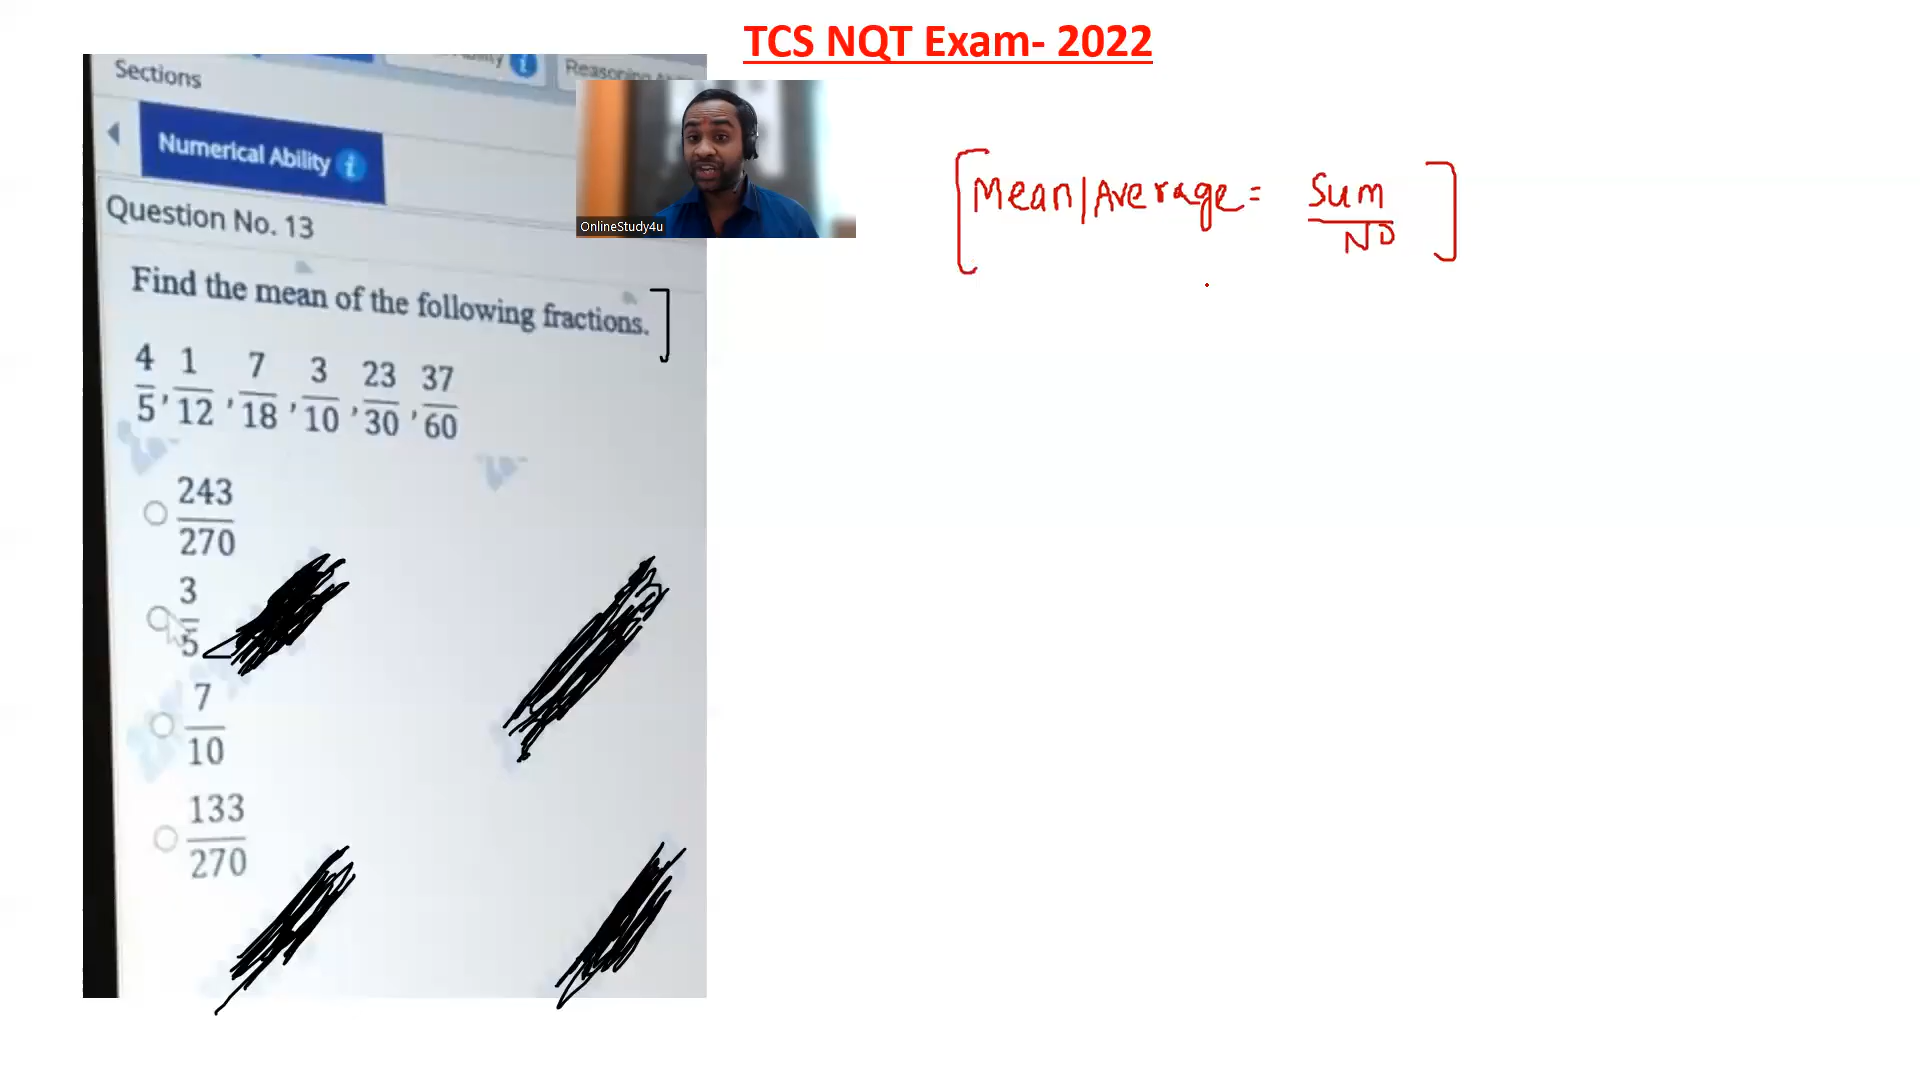 TCS NQT Exam- 2022
Sections
Numerical Ability i
Question No. 13
Find the mean of the following fractions. ]
4/5, 1/12, 7/18, 3/10, 23/30, 37/60
243/270
3/5
7/10
133/270
OnlineStudy4u
[Mean|Average = Sum/No]